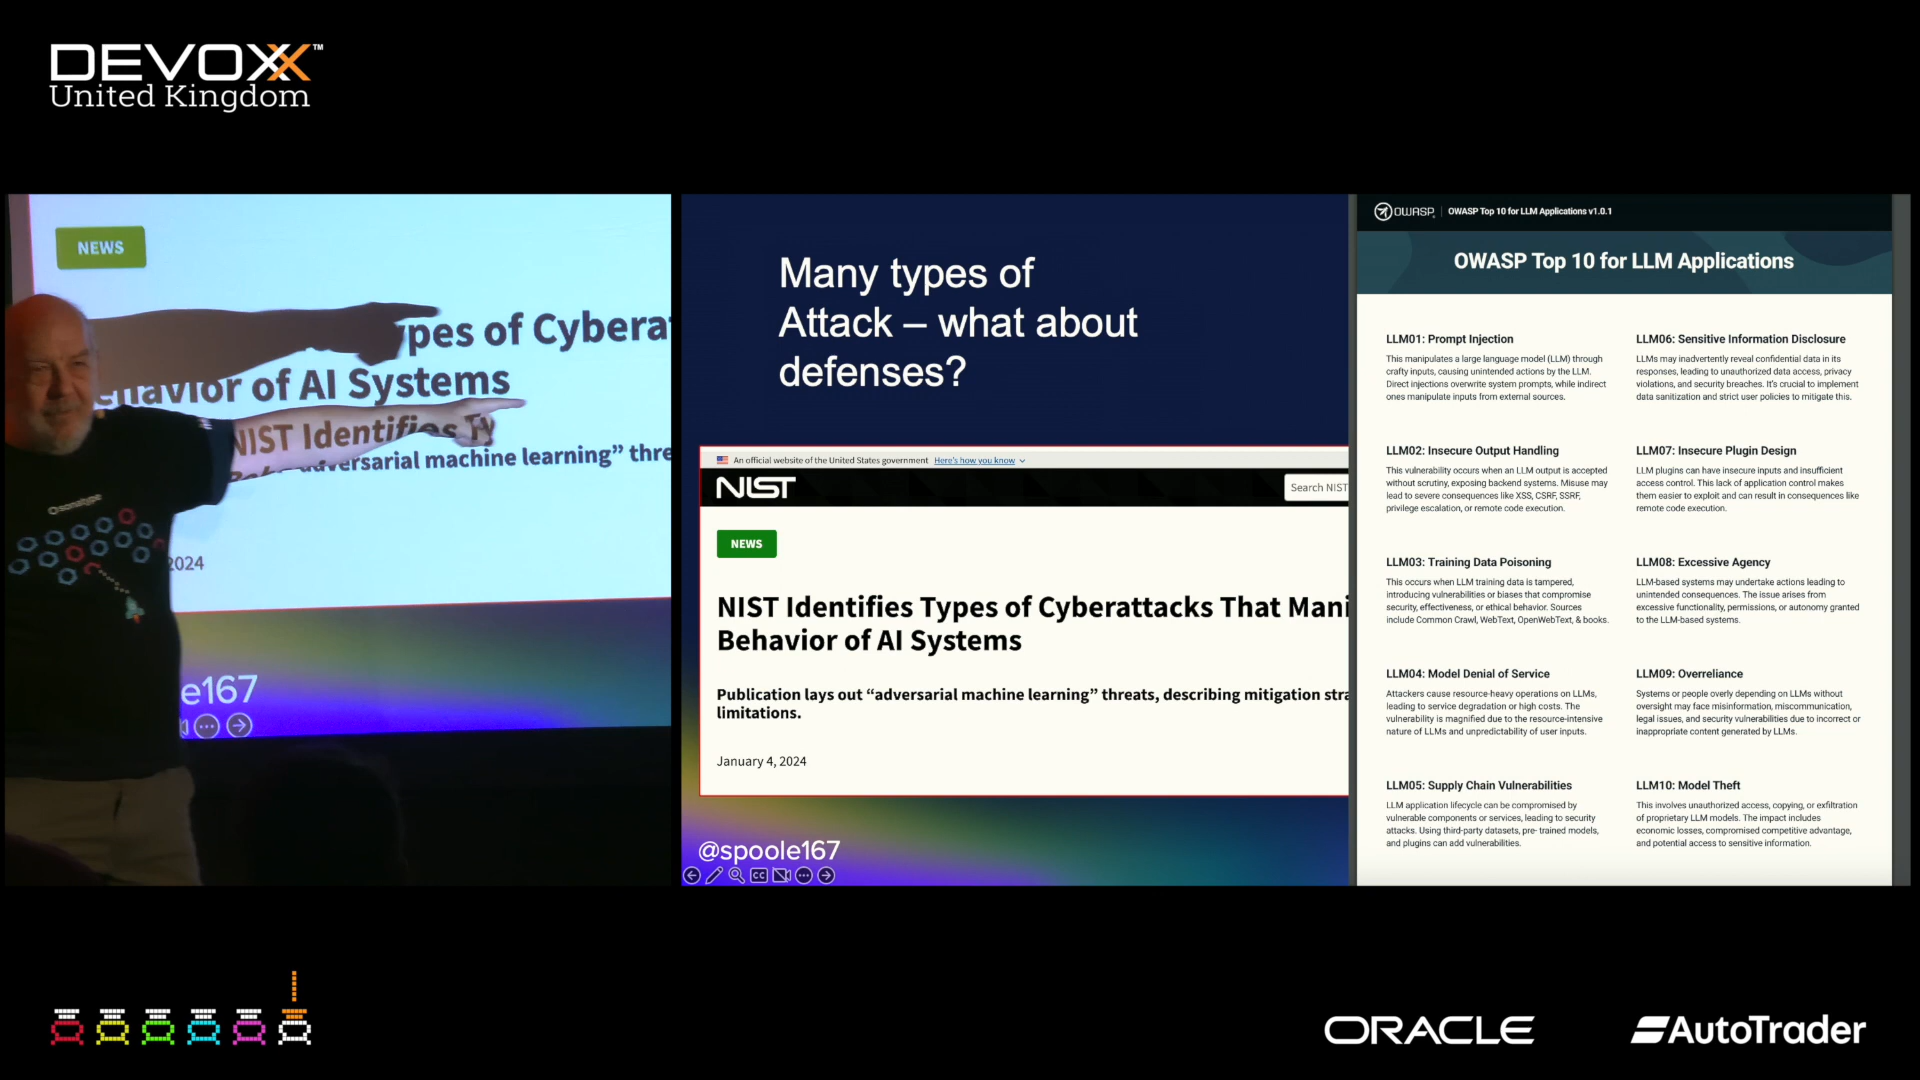 DEVOXX™
United Kingdom
NEWS
ypes of Cybera
ehavior of AI Systems
NIST Identifies Ty
adversarial machine learning” thre
sonatype
2024
e167
Many types of
Attack – what about
defenses?
An official website of the United States government Here's how you know
NIST
Search NIST
NEWS
NIST Identifies Types of Cyberattacks That Mani
Behavior of AI Systems
Publication lays out “adversarial machine learning” threats, describing mitigation stra
limitations.
January 4, 2024
@spoole167
CC
OWASP | OWASP Top 10 for LLM Applications v1.0.1
OWASP Top 10 for LLM Applications
LLM01: Prompt Injection
This manipulates a large language model (LLM) through
crafty inputs, causing unintended actions by the LLM.
Direct injections overwrite system prompts, while indirect
ones manipulate inputs from external sources.
LLM02: Insecure Output Handling
This vulnerability occurs when an LLM output is accepted
without scrutiny, exposing backend systems. Misuse may
lead to severe consequences like XSS, CSRF, SSRF,
privilege escalation, or remote code execution.
LLM03: Training Data Poisoning
This occurs when LLM training data is tampered,
introducing vulnerabilities or biases that compromise
security, effectiveness, or ethical behavior. Sources
include Common Crawl, WebText, OpenWebText, & books.
LLM04: Model Denial of Service
Attackers cause resource-heavy operations on LLMs,
leading to service degradation or high costs. The
vulnerability is magnified due to the resource-intensive
nature of LLMs and unpredictability of user inputs.
LLM05: Supply Chain Vulnerabilities
LLM application lifecycle can be compromised by
vulnerable components or services, leading to security
attacks. Using third-party datasets, pre- trained models,
and plugins can add vulnerabilities.
LLM06: Sensitive Information Disclosure
LLMs may inadvertently reveal confidential data in its
responses, leading to unauthorized data access, privacy
violations, and security breaches. It's crucial to implement
data sanitization and strict user policies to mitigate this.
LLM07: Insecure Plugin Design
LLM plugins can have insecure inputs and insufficient
access control. This lack of application control makes
them easier to exploit and can result in consequences like
remote code execution.
LLM08: Excessive Agency
LLM-based systems may undertake actions leading to
unintended consequences. The issue arises from
excessive functionality, permissions, or autonomy granted
to the LLM-based systems.
LLM09: Overreliance
Systems or people overly depending on LLMs without
oversight may face misinformation, miscommunication,
legal issues, and security vulnerabilities due to incorrect or
inappropriate content generated by LLMs.
LLM10: Model Theft
This involves unauthorized access, copying, or exfiltration
of proprietary LLM models. The impact includes
economic losses, compromised competitive advantage,
and potential access to sensitive information.
ORACLE
AutoTrader